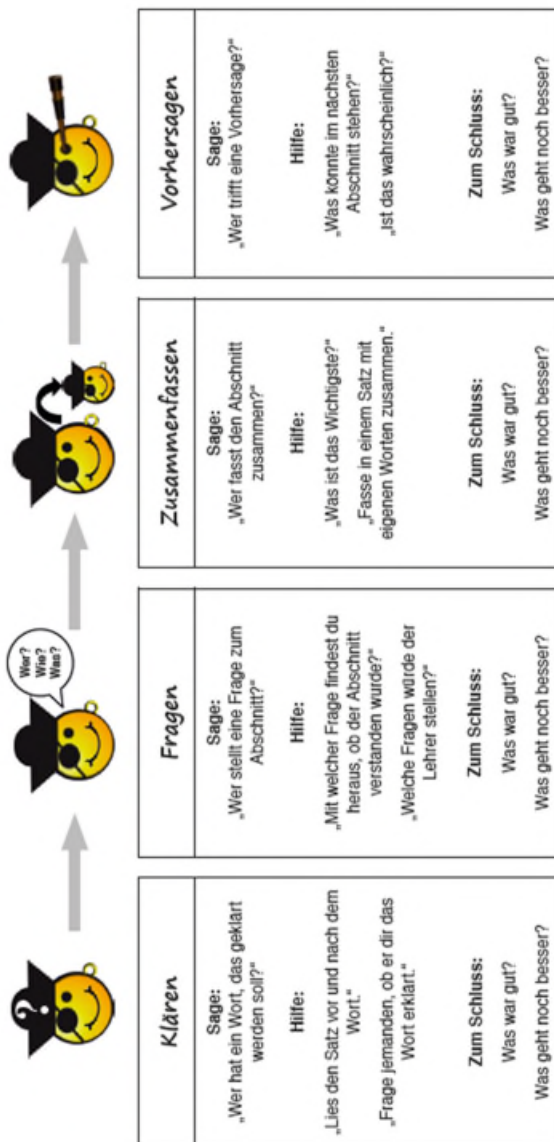 Wer?
Wie?
Was?
Klären
Sage:
„Wer hat ein Wort, das geklärt
werden soll?“
Hilfe:
„Lies den Satz vor und nach dem
Wort.“
„Frage jemanden, ob er dir das
Wort erklärt.“
Zum Schluss:
Was war gut?
Was geht noch besser?
Fragen
Sage:
„Wer stellt eine Frage zum
Abschnitt?“
Hilfe:
„Mit welcher Frage findest du
heraus, ob der Abschnitt
verstanden wurde?“
„Welche Fragen würde der
Lehrer stellen?“
Zum Schluss:
Was war gut?
Was geht noch besser?
Zusammenfassen
Sage:
„Wer fasst den Abschnitt
zusammen?“
Hilfe:
„Was ist das Wichtigste?“
„Fasse in einem Satz mit
eigenen Worten zusammen.“
Zum Schluss:
Was war gut?
Was geht noch besser?
Vorhersagen
Sage:
„Wer trifft eine Vorhersage?“
Hilfe:
„Was könnte im nächsten
Abschnitt stehen?“
„Ist das wahrscheinlich?“
Zum Schluss:
Was war gut?
Was geht noch besser?